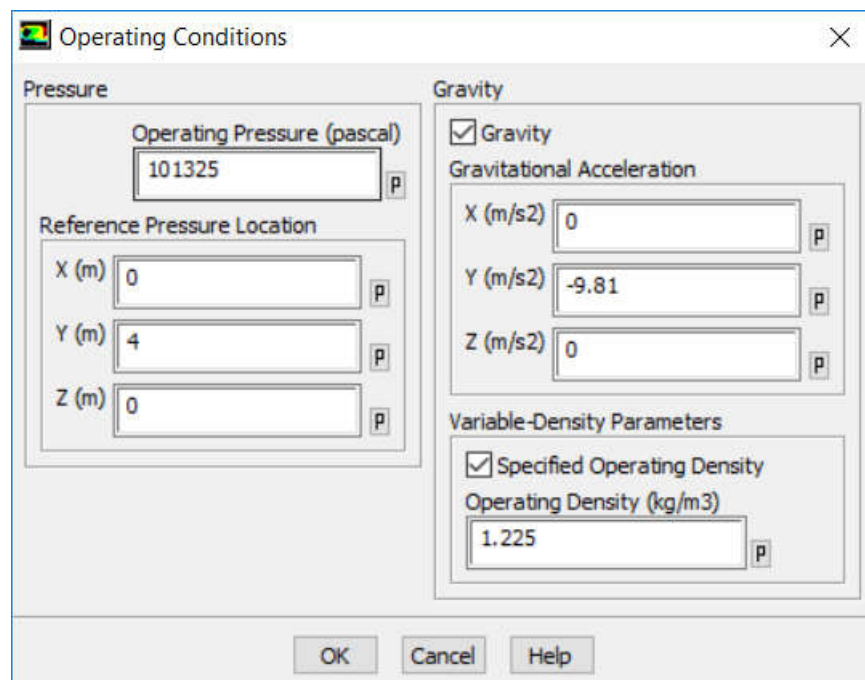 Operating Conditions
Pressure
Operating Pressure (pascal)
101325
P
Reference Pressure Location
X (m) 0 P
Y (m) 4 P
Z (m) 0 P
Gravity
Gravity
Gravitational Acceleration
X (m/s2) 0 P
Y (m/s2) -9.81 P
Z (m/s2) 0 P
Variable-Density Parameters
Specified Operating Density
Operating Density (kg/m3)
1.225 P
OK Cancel Help